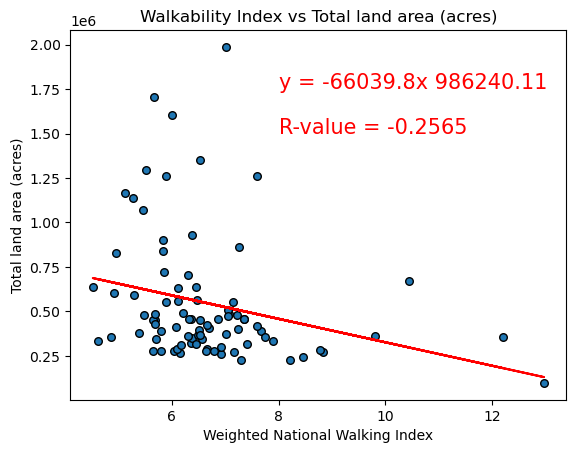 Walkability Index vs Total land area (acres)
1e6
2.00
1.75
1.50
1.25
1.00
0.75
0.50
0.25
Total land area (acres)
y = -66039.8x 986240.11
R-value = -0.2565
6 8 10 12
Weighted National Walking Index